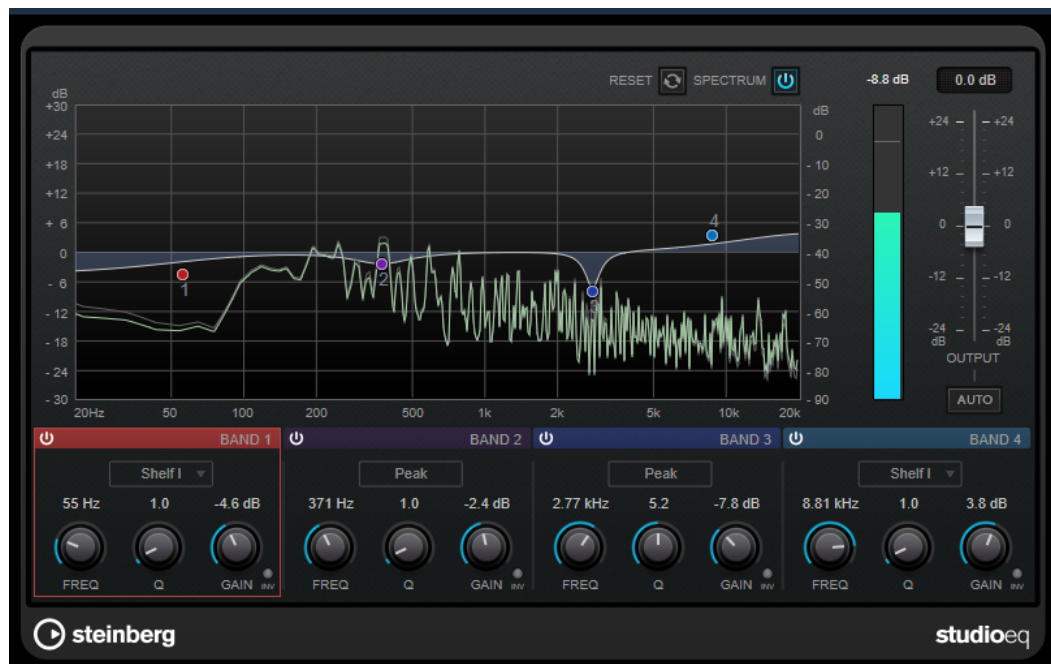 RESET SPECTRUM -8.8 dB 0.0 dB
dB dB
+30
+24 0 +24 +24
+18 - 10
+12 - 20 +12 +12
+ 6 - 30 4
0 - 40 0 0
1 2
- 6 - 50 3 -12 -12
- 12 - 60
- 18 - 70 -24 -24
dB dB
OUTPUT
- 24 - 80
- 30 - 90 AUTO
20Hz 50 100 200 500 1k 2k 5k 10k 20k
BAND 1 BAND 2 BAND 3 BAND 4
Shelf I Peak Peak Shelf I
55 Hz 1.0 -4.6 dB 371 Hz 1.0 -2.4 dB 2.77 kHz 5.2 -7.8 dB 8.81 kHz 1.0 3.8 dB
FREQ Q GAIN INV FREQ Q GAIN INV FREQ Q GAIN INV FREQ Q GAIN INV
steinberg studioeq